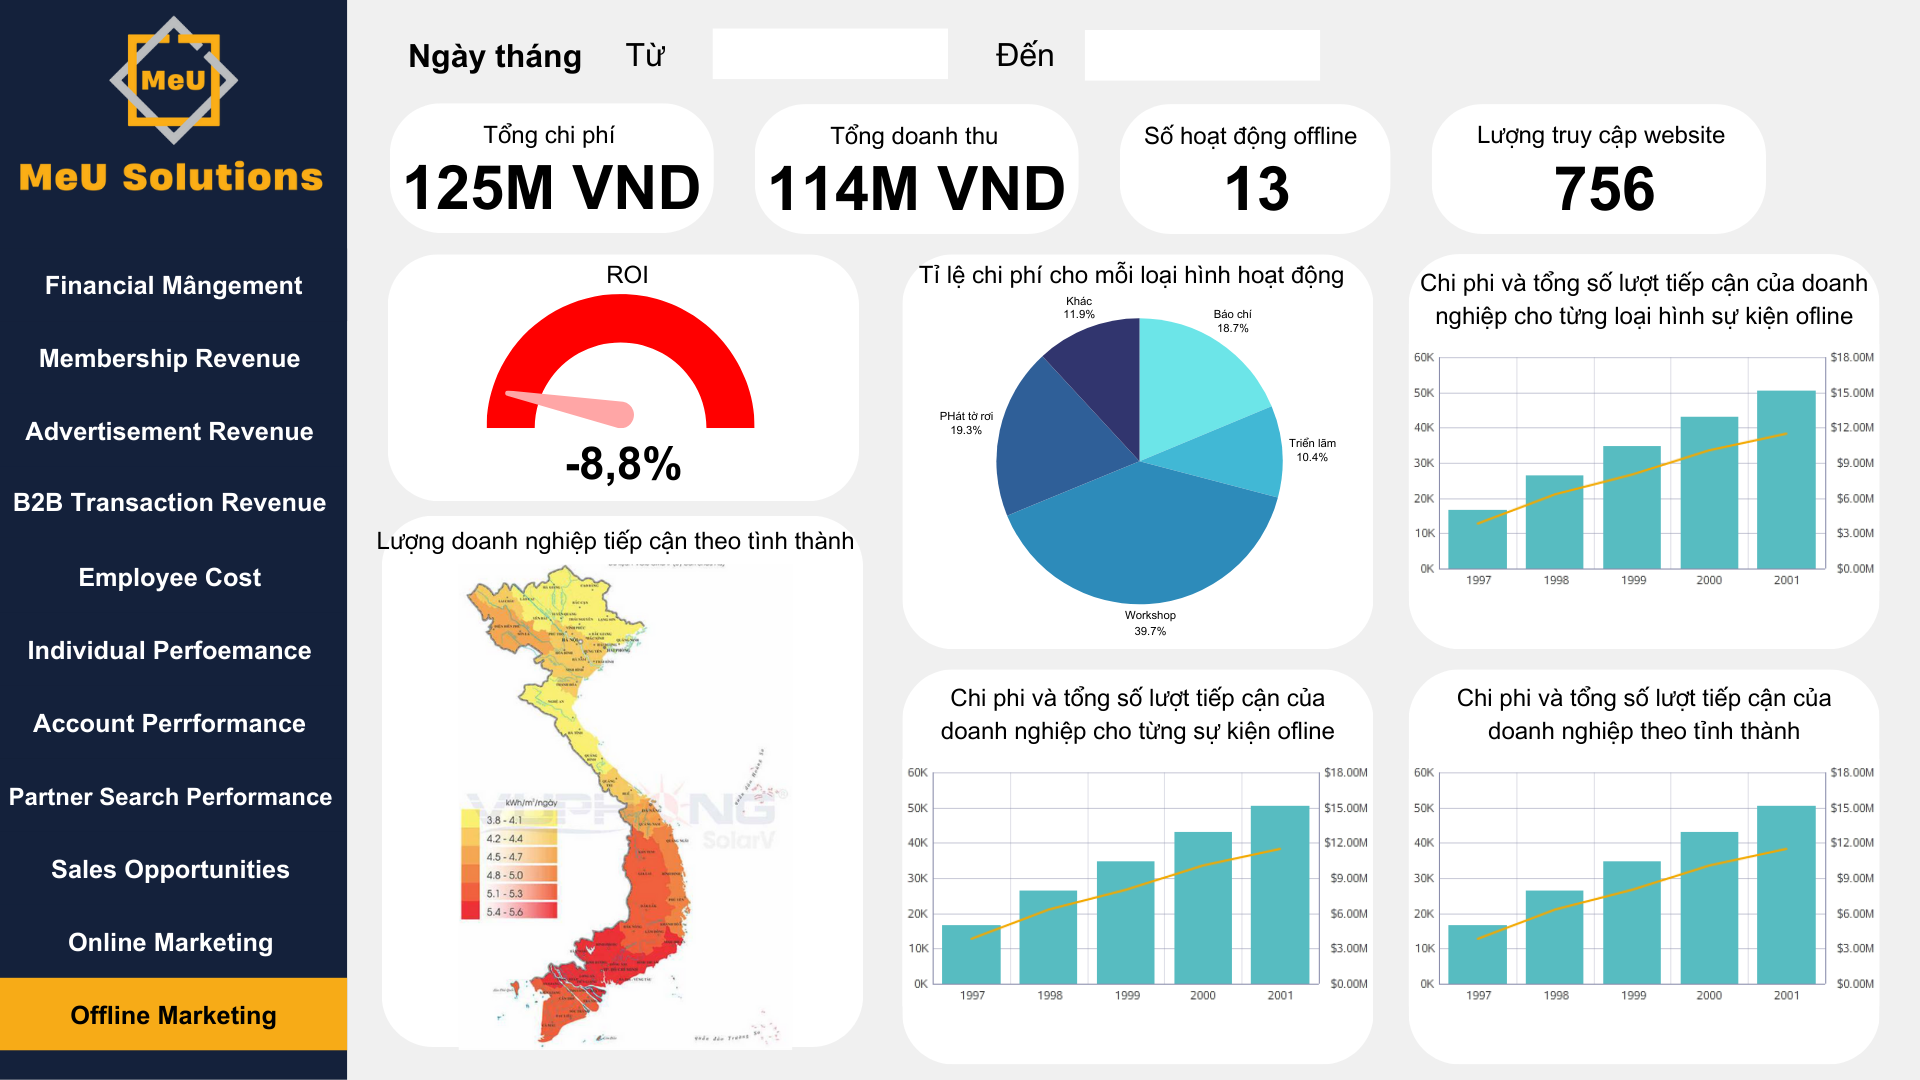 MeU
MeU Solutions
Financial Mângement
Membership Revenue
Advertisement Revenue
B2B Transaction Revenue
Employee Cost
Individual Perfoemance
Account Perrformance
Partner Search Performance
Sales Opportunities
Online Marketing
Offline Marketing
Ngày tháng Từ Đến
Tổng chi phí
125M VND
Tổng doanh thu
114M VND
Số hoạt động offline
13
Lượng truy cập website
756
ROI
-8,8%
Lượng doanh nghiệp tiếp cận theo tình thành
kWh/m²/ngày
3.8 - 4.1
4.2 - 4.4
4.5 - 4.7
4.8 - 5.0
5.1 - 5.3
5.4 - 5.6
VUPHONG
SolarV
Tỉ lệ chi phí cho mỗi loại hình hoạt động
Khác
11.9%
Báo chí
18.7%
PHát tờ rơi
19.3%
Triển lãm
10.4%
Workshop
39.7%
Chi phi và tổng số lượt tiếp cận của doanh
nghiệp cho từng loại hình sự kiện ofline
60K $18.00M
50K $15.00M
40K $12.00M
30K $9.00M
20K $6.00M
10K $3.00M
0K $0.00M
1997 1998 1999 2000 2001
Chi phi và tổng số lượt tiếp cận của
doanh nghiệp cho từng sự kiện ofline
60K $18.00M
50K $15.00M
40K $12.00M
30K $9.00M
20K $6.00M
10K $3.00M
0K $0.00M
1997 1998 1999 2000 2001
Chi phi và tổng số lượt tiếp cận của
doanh nghiệp theo tỉnh thành
60K $18.00M
50K $15.00M
40K $12.00M
30K $9.00M
20K $6.00M
10K $3.00M
0K $0.00M
1997 1998 1999 2000 2001